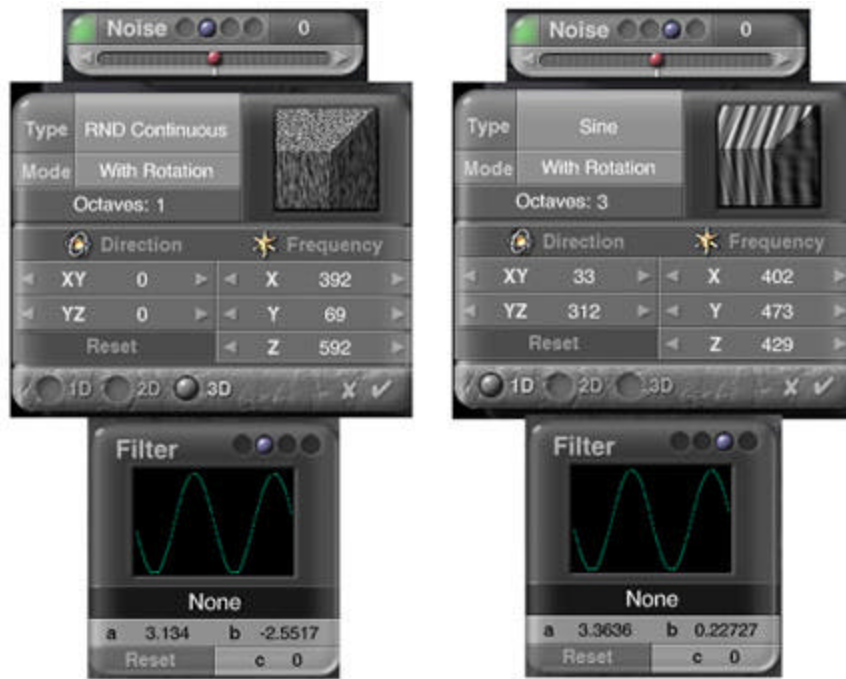 Noise 0
Type RND Continuous
Mode With Rotation
Octaves: 1
Direction Frequency
XY 0 X 392
YZ 0 Y 69
Reset Z 592
1D 2D 3D
Filter
None
a 3.134 b -2.5517
Reset c 0
Noise 0
Type Sine
Mode With Rotation
Octaves: 3
Direction Frequency
XY 33 X 402
YZ 312 Y 473
Reset Z 429
1D 2D 3D
Filter
None
a 3.3636 b 0.22727
Reset c 0